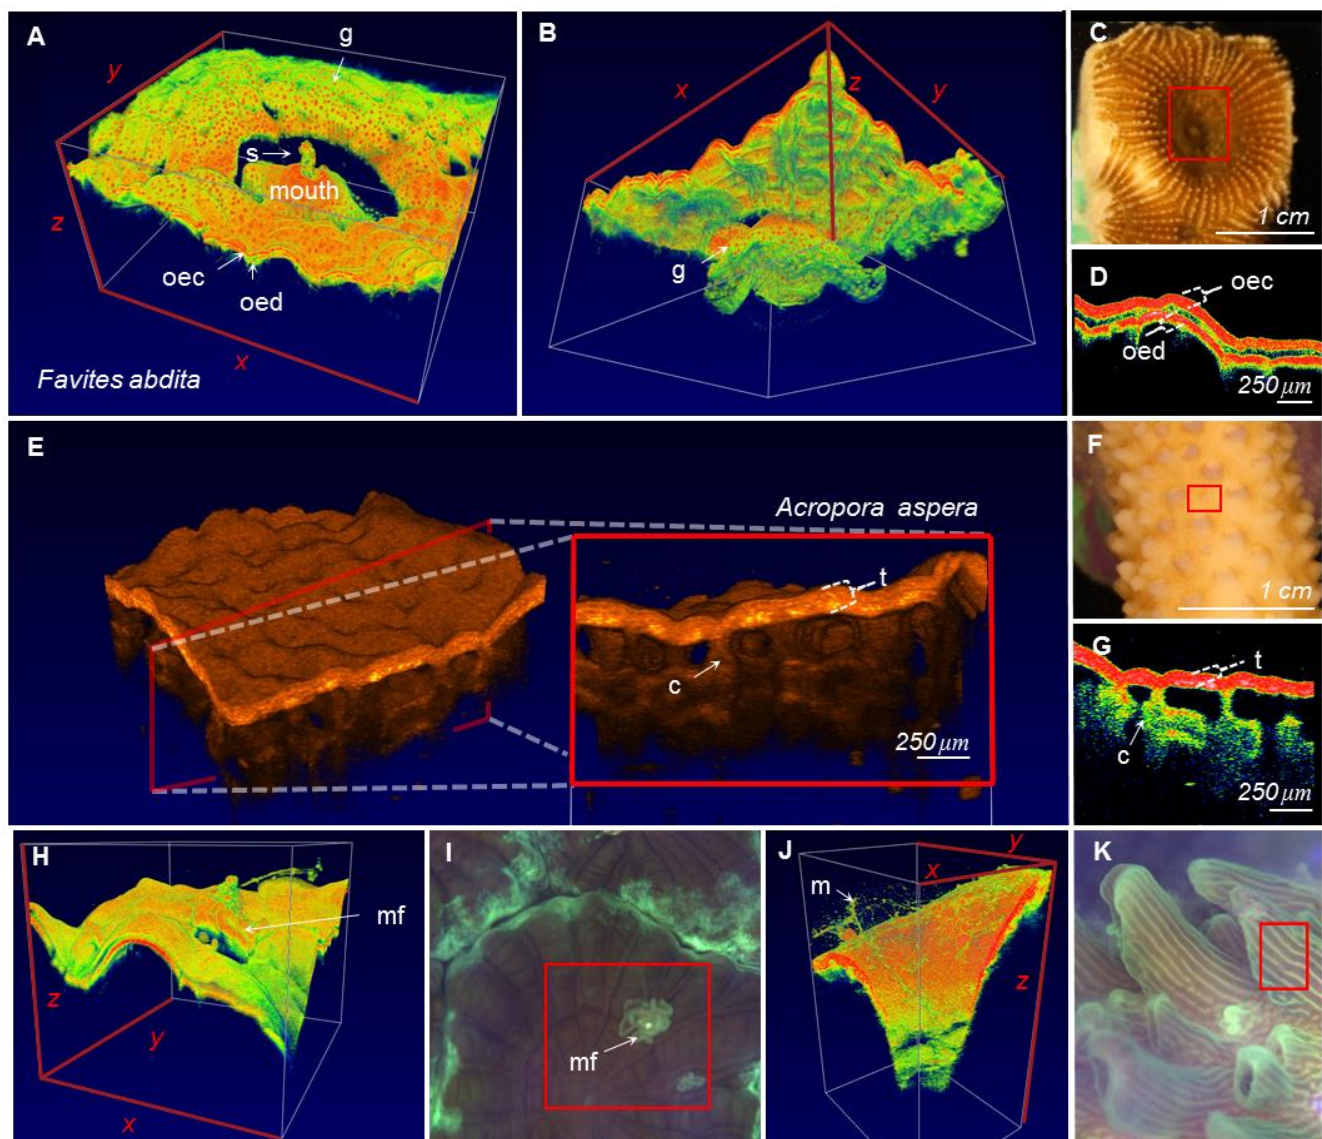 A
g
y
s
mouth
z
oec
oed
x
Favites abdita
B
x
z
y
g
C
1 cm
D
oec
oed
250 μm
E
Acropora aspera
t
c
250 μm
F
1 cm
G
t
c
250 μm
H
mf
z
y
x
I
mf
J
y
x
m
z
K